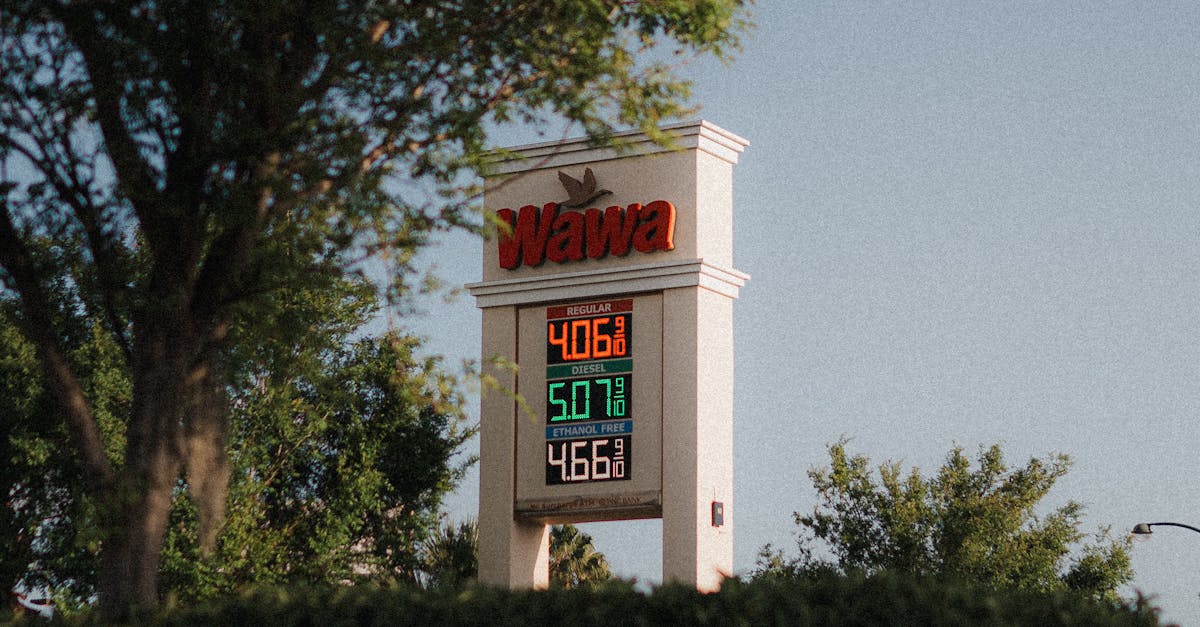 Wawa
REGULAR
4.06 9/10
DIESEL
5.07 9/10
ETHANOL FREE
4.66 9/10